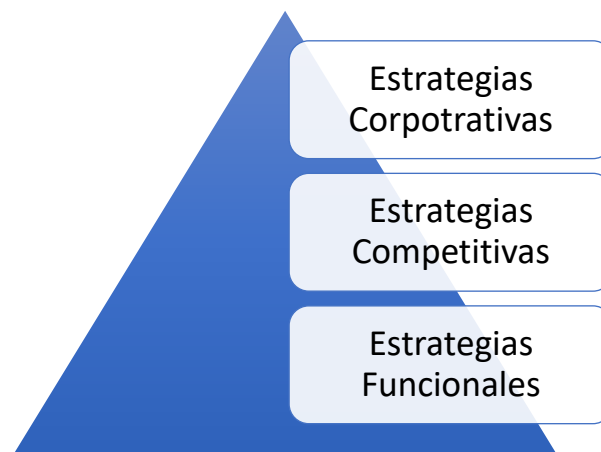 Estrategias
Corpotrativas
Estrategias
Competitivas
Estrategias
Funcionales